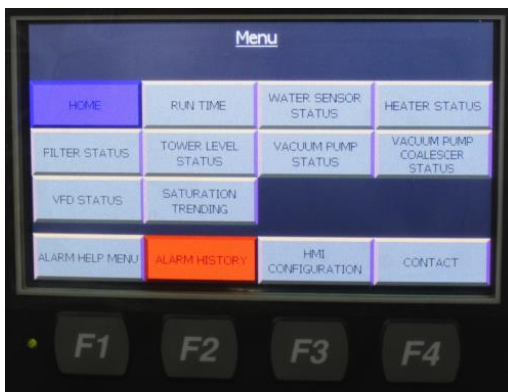 Menu
HOME
RUN TIME
WATER SENSOR
STATUS
HEATER STATUS
FILTER STATUS
TOWER LEVEL
STATUS
VACUUM PUMP
STATUS
VACUUM PUMP
COALESCER
STATUS
VFD STATUS
SATURATION
TRENDING
ALARM HELP MENU
ALARM HISTORY
HMI
CONFIGURATION
CONTACT
F1
F2
F3
F4